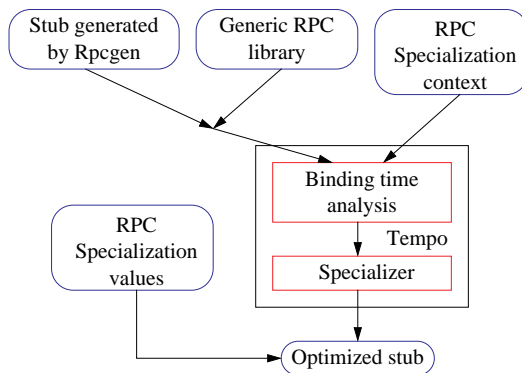 Stub generated
by Rpcgen
Generic RPC
library
RPC
Specialization
context
Binding time
analysis
Tempo
RPC
Specialization
values
Specializer
Optimized stub